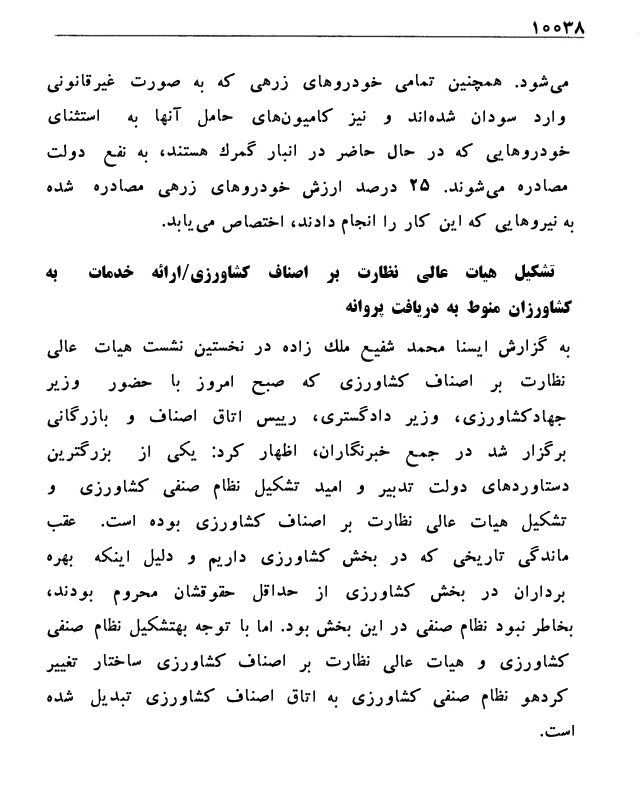 ۱۰۰۳۸
می‌شود. همچنین تمامی خودروهای زرهی که به صورت غیرقانونی
وارد سودان شده‌اند و نیز کامیون‌های حامل آنها به استثنای
خودروهایی که در حال حاضر در انبار گمرك هستند، به نفع دولت
مصادره می‌شوند. ۲۵ درصد ارزش خودروهای زرهی مصادره شده
به نیروهایی که این کار را انجام دادند، اختصاص می‌یابد.
تشکیل هیات عالی نظارت بر اصناف کشاورزی/ارائه خدمات به
کشاورزان منوط به دریافت پروانه
به گزارش ایسنا محمد شفیع ملك زاده در نخستین نشست هیات عالی
نظارت بر اصناف کشاورزی که صبح امروز با حضور وزیر
جهادکشاورزی، وزیر دادگستری، رییس اتاق اصناف و بازرگانی
برگزار شد در جمع خبرنگاران، اظهار کرد: یکی از بزرگترین
دستاوردهای دولت تدبیر و امید تشکیل نظام صنفی کشاورزی و
تشکیل هیات عالی نظارت بر اصناف کشاورزی بوده است. عقب
ماندگی تاریخی که در بخش کشاورزی داریم و دلیل اینکه بهره
برداران در بخش کشاورزی از حداقل حقوقشان محروم بودند،
بخاطر نبود نظام صنفی در این بخش بود. اما با توجه بهتشکیل نظام صنفی
کشاورزی و هیات عالی نظارت بر اصناف کشاورزی ساختار تغییر
کردهو نظام صنفی کشاورزی به اتاق اصناف کشاورزی تبدیل شده
است.